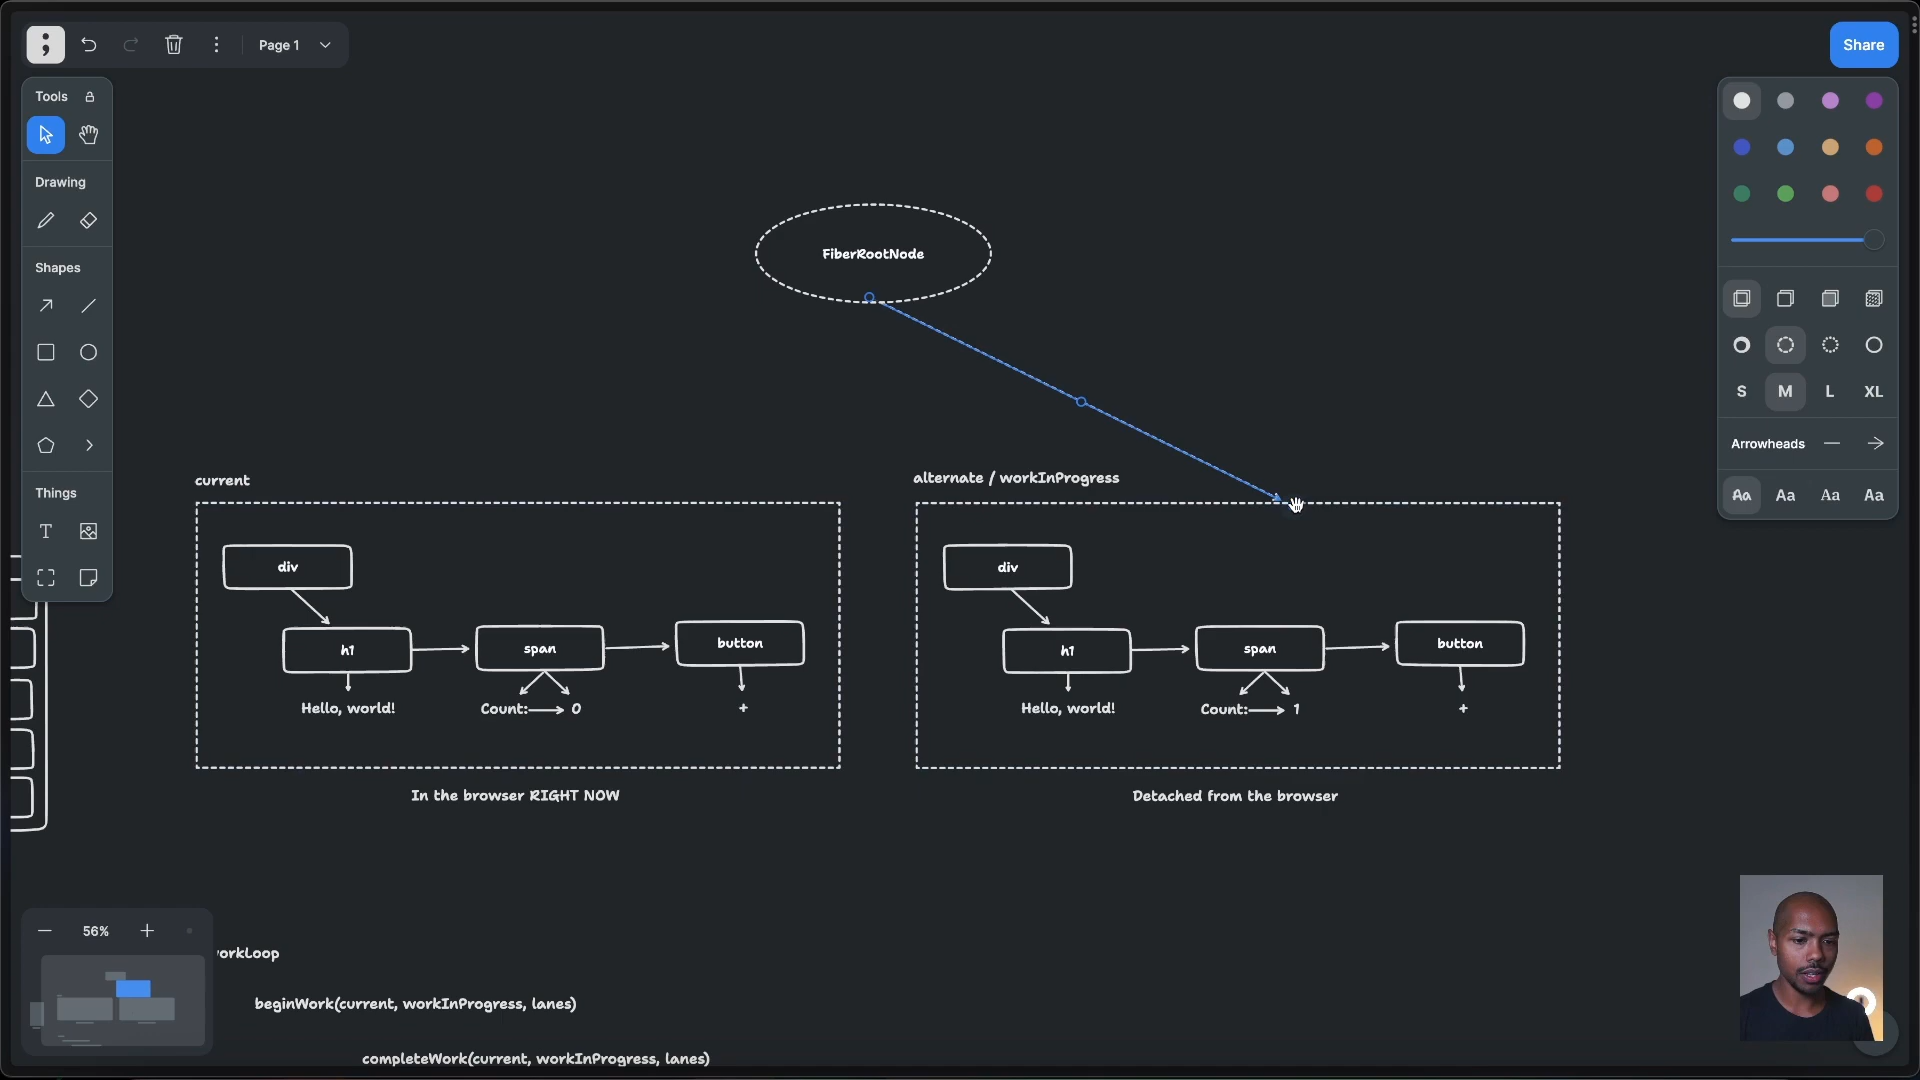 Page 1
Share
Tools
Drawing
Shapes
Things
T
S M L XL
Arrowheads
Aa Aa Aa Aa
FiberRootNode
current
div
h1
span
button
Hello, world!
Count: 0
+
In the browser RIGHT NOW
alternate / workInProgress
div
h1
span
button
Hello, world!
Count: 1
+
Detached from the browser
56%
workLoop
beginWork(current, workInProgress, lanes)
completeWork(current, workInProgress, lanes)